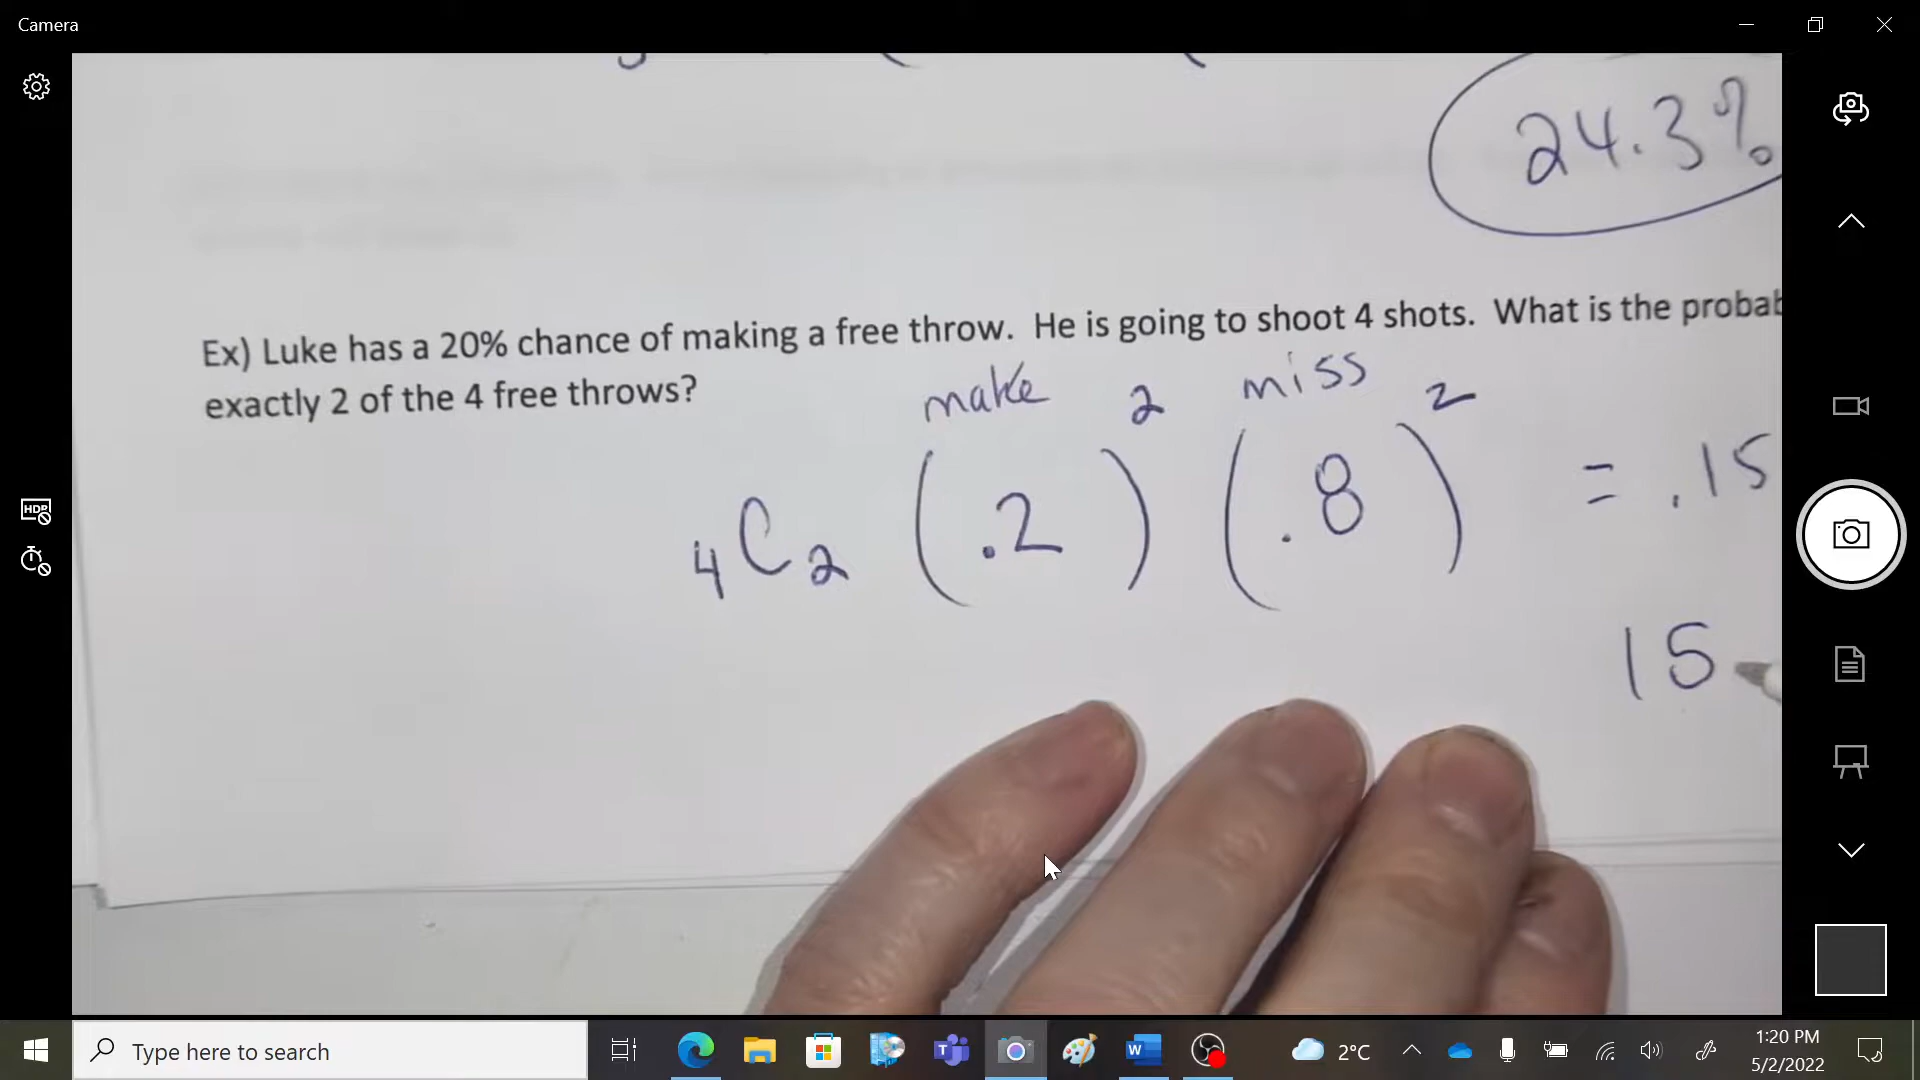 Camera
24.3%
Ex) Luke has a 20% chance of making a free throw. He is going to shoot 4 shots. What is the probab
exactly 2 of the 4 free throws?
make 2 miss 2
4C2 (.2) (.8) = .15
15
HDR
Type here to search
2°C
1:20 PM
5/2/2022